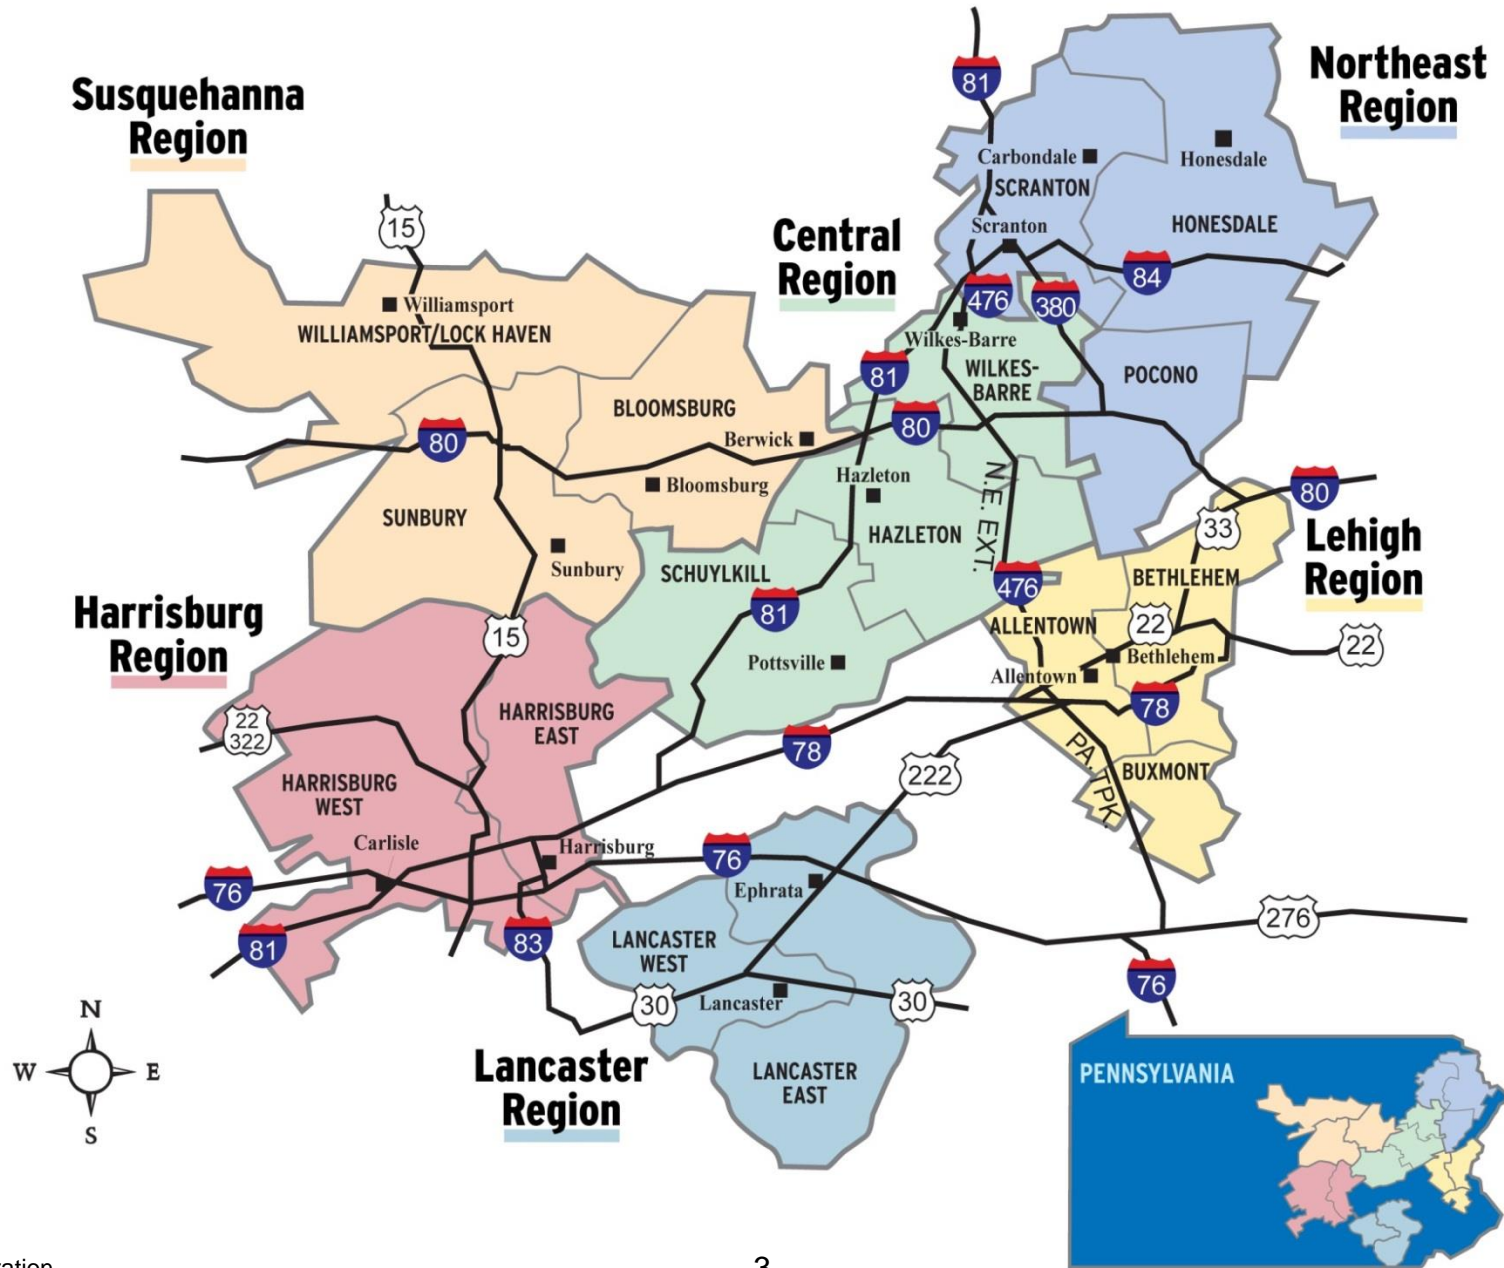 Susquehanna
Region
Northeast
Region
Central
Region
Lehigh
Region
Harrisburg
Region
Lancaster
Region
81
Carbondale
SCRANTON
Honesdale
Scranton
HONESDALE
15
84
476
380
Williamsport
WILLIAMSPORT/LOCK HAVEN
Wilkes-Barre
81
WILKES-
BARRE
POCONO
BLOOMSBURG
Berwick
80
80
Bloomsburg
Hazleton
N.E. EXT.
80
SUNBURY
HAZLETON
33
Sunbury
SCHUYLKILL
476
BETHLEHEM
81
ALLENTOWN
22
22
15
Pottsville
Bethlehem
Allentown
78
HARRISBURG
EAST
22
322
78
PA. TPK.
BUXMONT
222
HARRISBURG
WEST
Carlisle
Harrisburg
76
76
Ephrata
276
81
83
LANCASTER
WEST
76
30
Lancaster
30
LANCASTER
EAST
N
W
E
S
PENNSYLVANIA
3